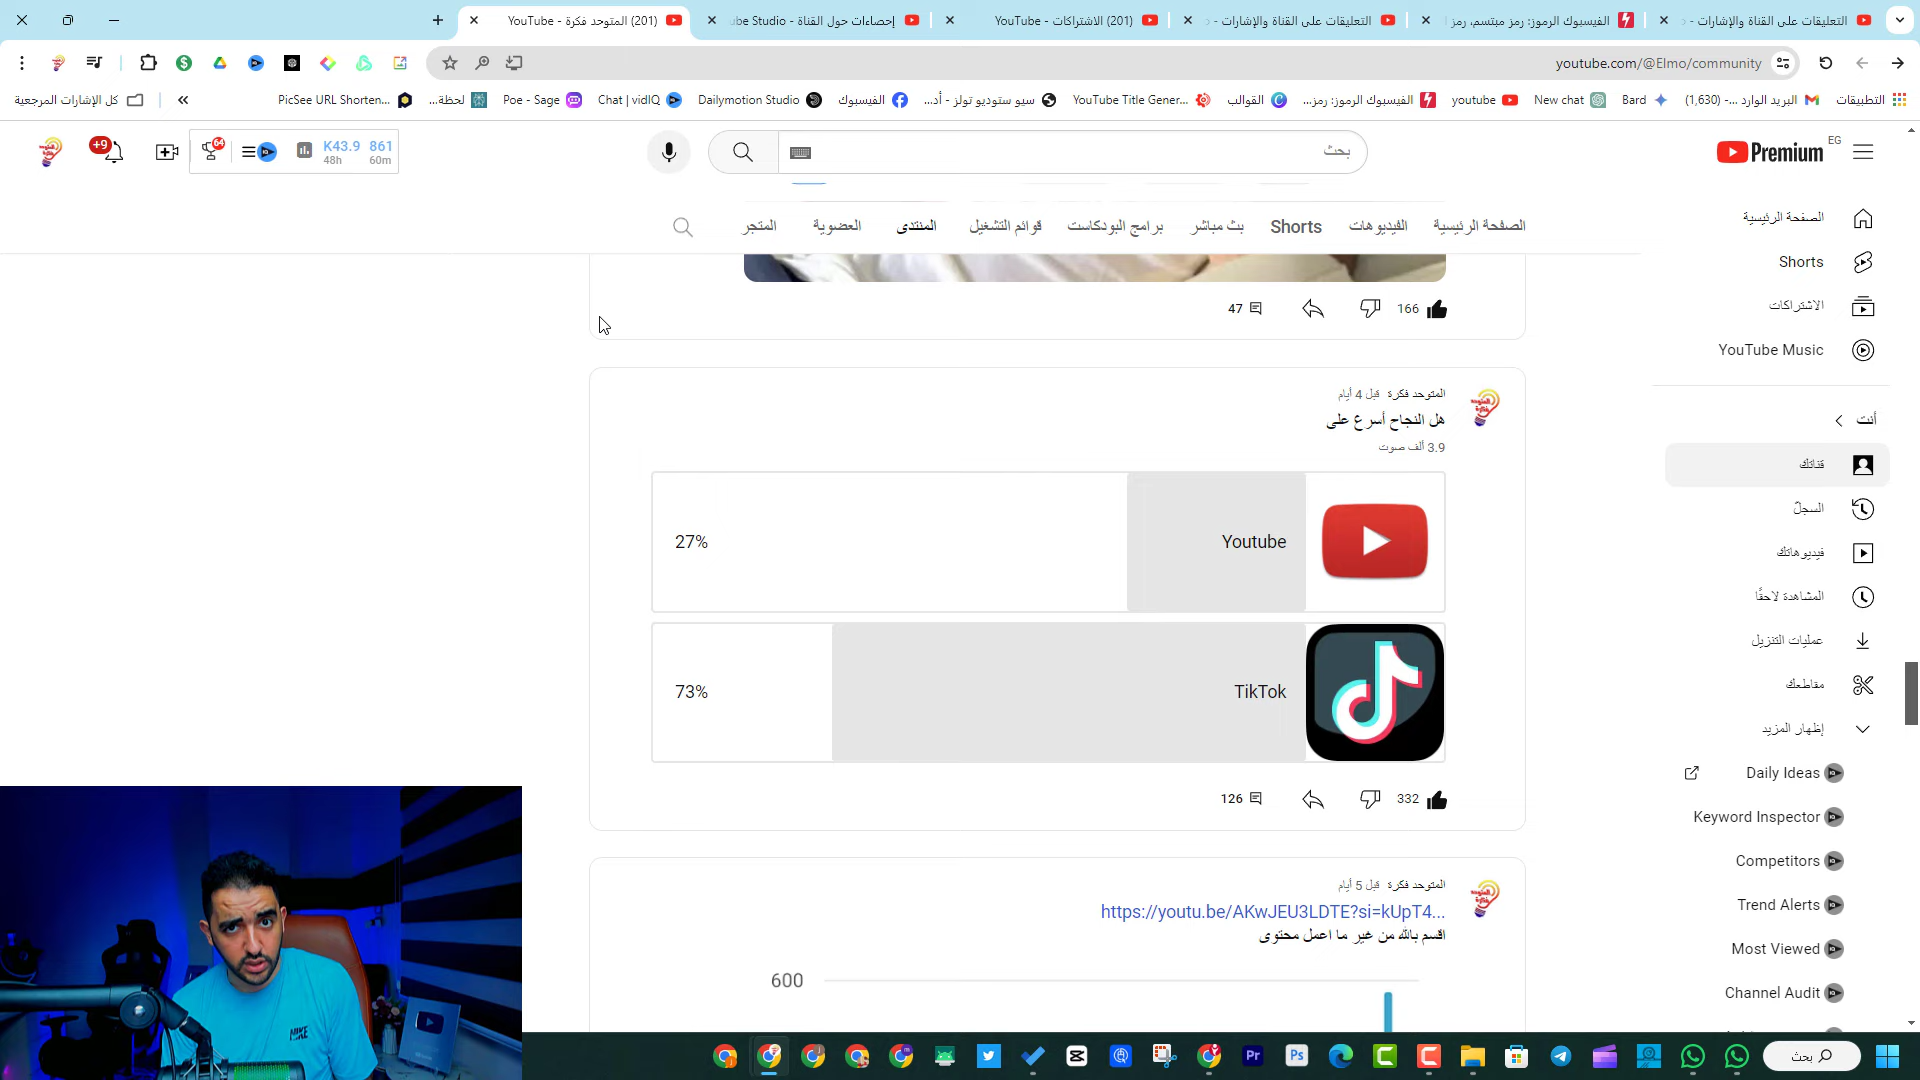 (201) المتوحد فكرة - YouTube
إحصاءات حول القناة - ube Studio
(201) الاشتراكات - YouTube
التعليقات على القناة والإشارات -
الفيسبوك الرموز: رمز مبتسم، رمز
التعليقات على القناة والإشارات -
youtube.com/@Elmo/community
التطبيقات
البريد الوارد ...- (1,630)
Bard
New chat
youtube
الفيسبوك الرموز: رمز...
القوالب
YouTube Title Gener...
سيو ستوديو تولز - أد...
الفيسبوك
Dailymotion Studio
Chat | vidIQ
Poe - Sage
لحظة...
PicSee URL Shorten...
كل الإشارات المرجعية
EG
Premium
بحث
K43.9 861
48h 60m
64
+9
الصفحة الرئيسية
Shorts
الاشتراكات
YouTube Music
أنت
قناتك
السجلّ
فيديوهاتك
المشاهدة لاحقًا
عمليات التنزيل
مقاطعك
إظهار المزيد
Daily Ideas
Keyword Inspector
Competitors
Trend Alerts
Most Viewed
Channel Audit
الصفحة الرئيسية
الفيديوهات
Shorts
بث مباشر
برامج البودكاست
قوائم التشغيل
المنتدى
العضوية
المتجر
166
47
المتوحد فكرة قبل 4 أيام
هل النجاح أسرع على
3.9 ألف صوت
Youtube
27%
TikTok
73%
332
126
المتوحد فكرة قبل 5 أيام
https://youtu.be/AKwJEU3LDTE?si=kUpT4...
اقسم بالله من غير ما اعمل محتوى
600
NIKE
Pr
Ps
بحث